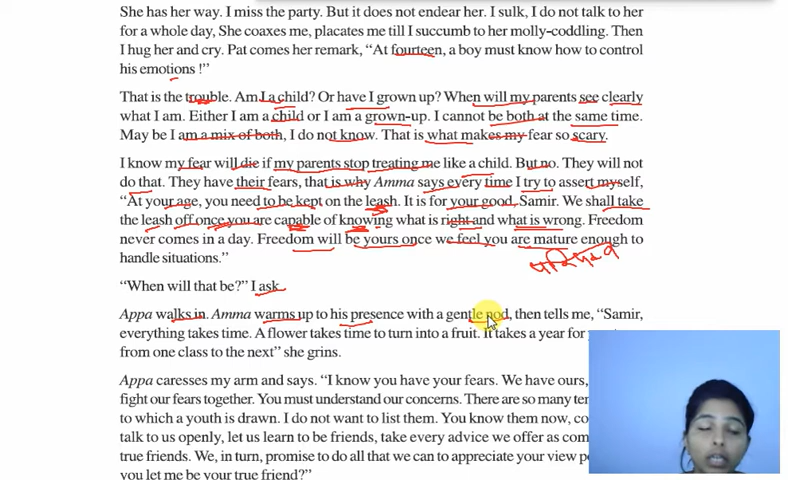 She has her way. I miss the party. But it does not endear her. I sulk, I do not talk to her
for a whole day, She coaxes me, placates me till I succumb to her molly-coddling. Then
I hug her and cry. Pat comes her remark, “At fourteen, a boy must know how to control
his emotions !”
That is the trouble. Am I a child? Or have I grown up? When will my parents see clearly
what I am. Either I am a child or I am a grown-up. I cannot be both at the same time.
May be I am a mix of both, I do not know. That is what makes my fear so scary.
I know my fear will die if my parents stop treating me like a child. But no. They will not
do that. They have their fears, that is why Amma says every time I try to assert myself,
“At your age, you need to be kept on the leash. It is for your good, Samir. We shall take
the leash off once you are capable of knowing what is right and what is wrong. Freedom
never comes in a day. Freedom will be yours once we feel you are mature enough to
handle situations.”
परिपक्व
“When will that be?” I ask.
Appa walks in. Amma warms up to his presence with a gentle nod, then tells me, “Samir,
everything takes time. A flower takes time to turn into a fruit. It takes a year for
from one class to the next” she grins.
Appa caresses my arm and says. “I know you have your fears. We have ours,
fight our fears together. You must understand our concerns. There are so many
to which a youth is drawn. I do not want to list them. You know them now,
talk to us openly, let us learn to be friends, take every advice we offer as
true friends. We, in turn, promise to do all that we can to appreciate your view
you let me be your true friend?”